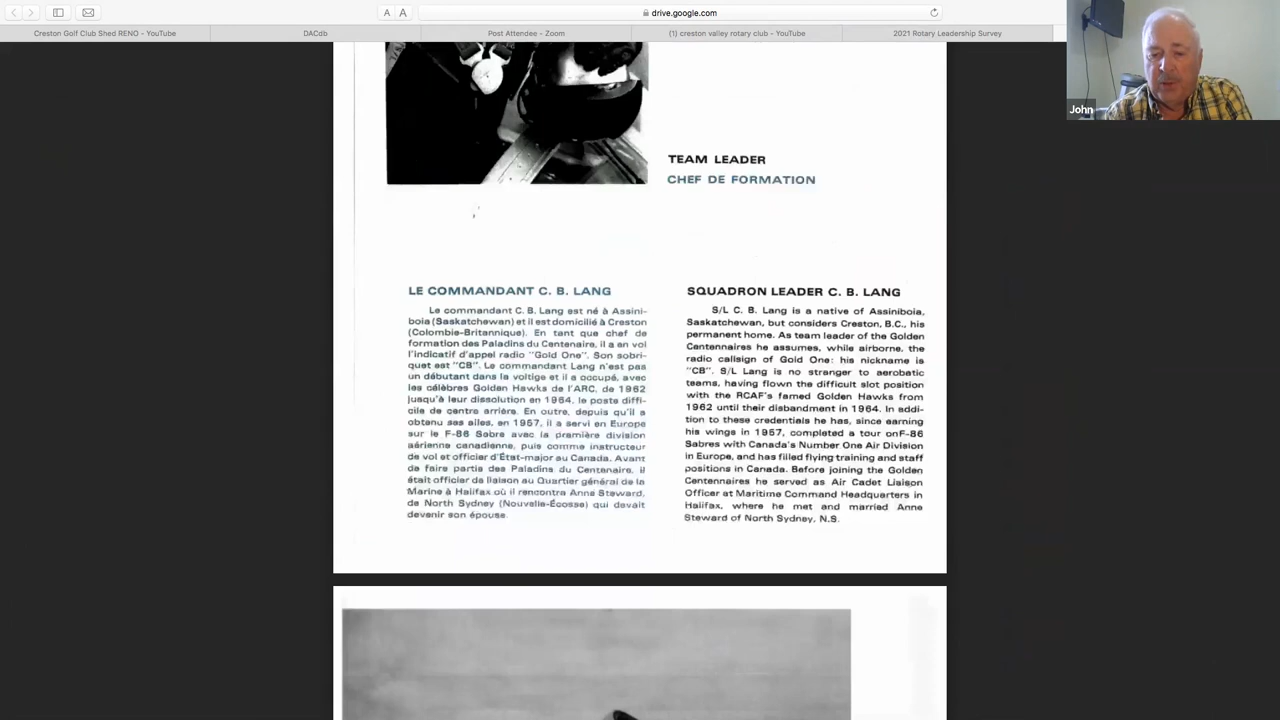 drive.google.com
Creston Golf Club Shed RENO - YouTube
DACdb
Post Attendee - Zoom
(1) creston valley rotary club - YouTube
2021 Rotary Leadership Survey
A A
John
TEAM LEADER
CHEF DE FORMATION
LE COMMANDANT C. B. LANG
Le commandant C. B. Lang est né à Assini-
boia (Saskatchewan) et il est domicilié à Creston
(Colombie-Britannique). En tant que chef de
formation des Paladins du Centenaire, il a en vol
l'indicatif d'appel radio "Gold One". Son sobri-
quet est "CB". Le commandant Lang n'est pas
un débutant dans la voltige et il a occupé, avec
les célèbres Golden Hawks de l'ARC, de 1962
jusqu'à leur dissolution en 1964, le poste diffi-
cile de centre arrière. En outre, depuis qu'il a
obtenu ses ailes, en 1957, il a servi en Europe
sur le F-86 Sabre avec la première division
aérienne canadienne, puis comme instructeur
de vol et officier d'État-major au Canada. Avant
de faire partie des Paladins du Centenaire, il
était officier de liaison au Quartier général de la
Marine à Halifax où il rencontra Anne Steward,
de North Sydney (Nouvelle-Écosse) qui devait
devenir son épouse.
SQUADRON LEADER C. B. LANG
S/L C. B. Lang is a native of Assiniboia,
Saskatchewan, but considers Creston, B.C., his
permanent home. As team leader of the Golden
Centennaires he assumes, while airborne, the
radio callsign of Gold One: his nickname is
"CB". S/L Lang is no stranger to aerobatic
teams, having flown the difficult slot position
with the RCAF's famed Golden Hawks from
1962 until their disbandment in 1964. In addi-
tion to these credentials he has, since earning
his wings in 1957, completed a tour onF-86
Sabres with Canada's Number One Air Division
in Europe, and has filled flying training and staff
positions in Canada. Before joining the Golden
Centennaires he served as Air Cadet Liaison
Officer at Maritime Command Headquarters in
Halifax, where he met and married Anne
Steward of North Sydney, N.S.